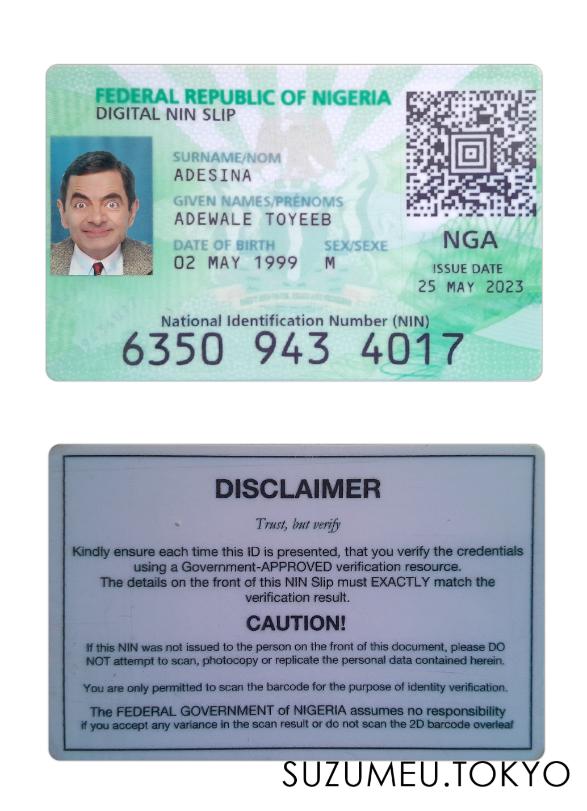 FEDERAL REPUBLIC OF NIGERIA
DIGITAL NIN SLIP
SURNAME/NOM
ADESINA
GIVEN NAMES/PRÉNOMS
ADEWALE TOYEEB
DATE OF BIRTH SEX/SEXE
02 MAY 1999 M
NGA
ISSUE DATE
25 MAY 2023
National Identification Number (NIN)
6350 943 4017
DISCLAIMER
Trust, but verify
Kindly ensure each time this ID is presented, that you verify the credentials
using a Government-APPROVED verification resource.
The details on the front of this NIN Slip must EXACTLY match the
verification result.
CAUTION!
If this NIN was not issued to the person on the front of this document, please DO
NOT attempt to scan, photocopy or replicate the personal data contained herein.
You are only permitted to scan the barcode for the purpose of identity verification.
The FEDERAL GOVERNMENT of NIGERIA assumes no responsibility
if you accept any variance in the scan result or do not scan the 2D barcode overleaf
SUZUMEU.TOKYO